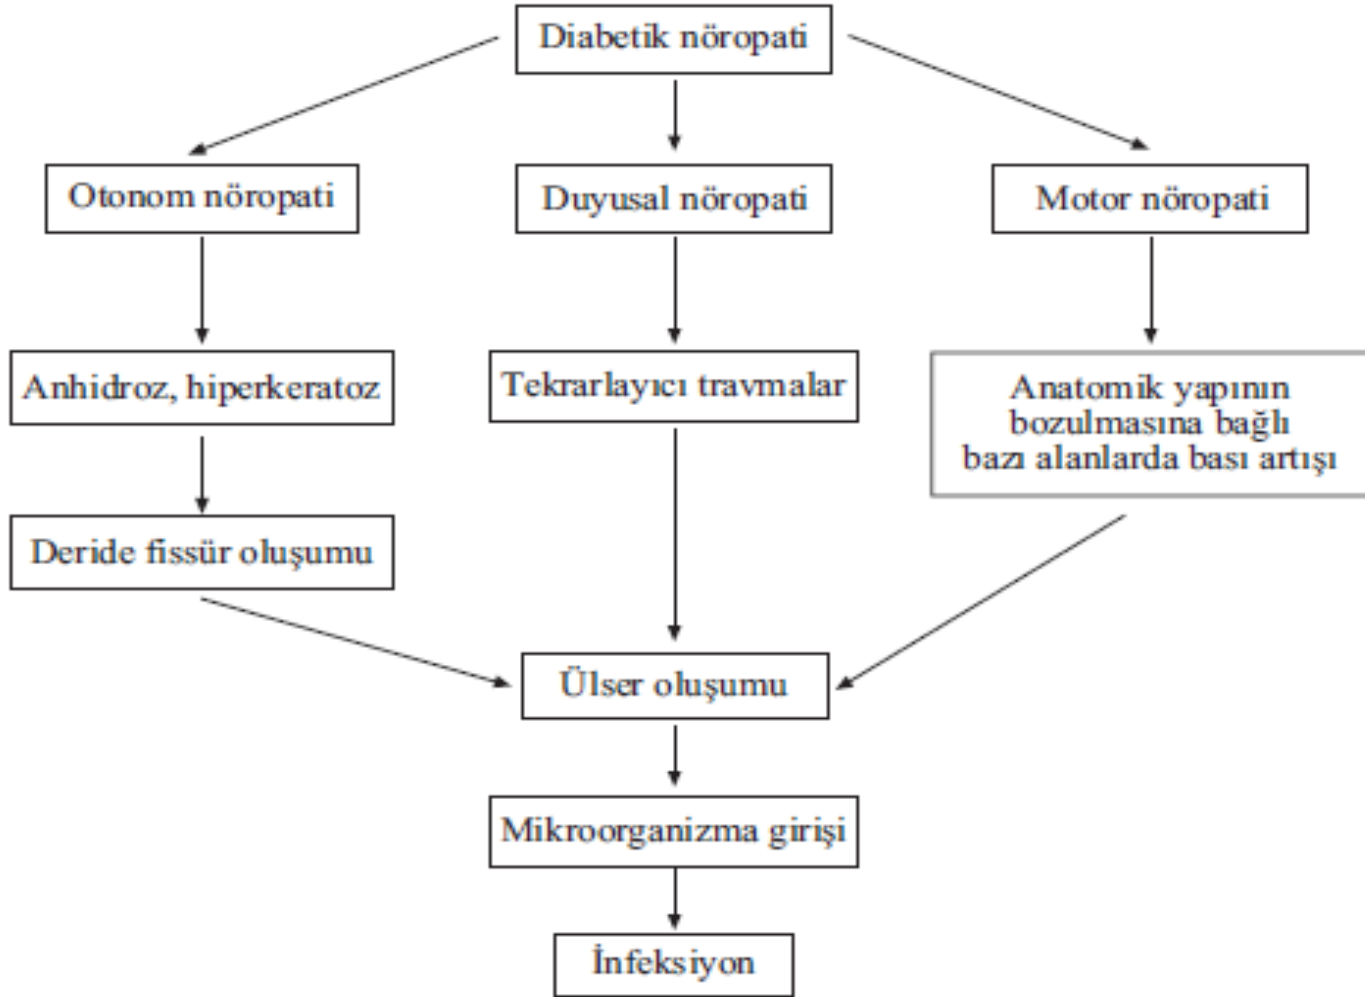 Diabetik nöropati
Otonom nöropati
Duyusal nöropati
Motor nöropati
Anhidroz, hiperkeratoz
Tekrarlayıcı travmalar
Anatomik yapının
bozulmasına bağlı
bazı alanlarda bası artışı
Deride fissür oluşumu
Ülser oluşumu
Mikroorganizma girişi
İnfeksiyon